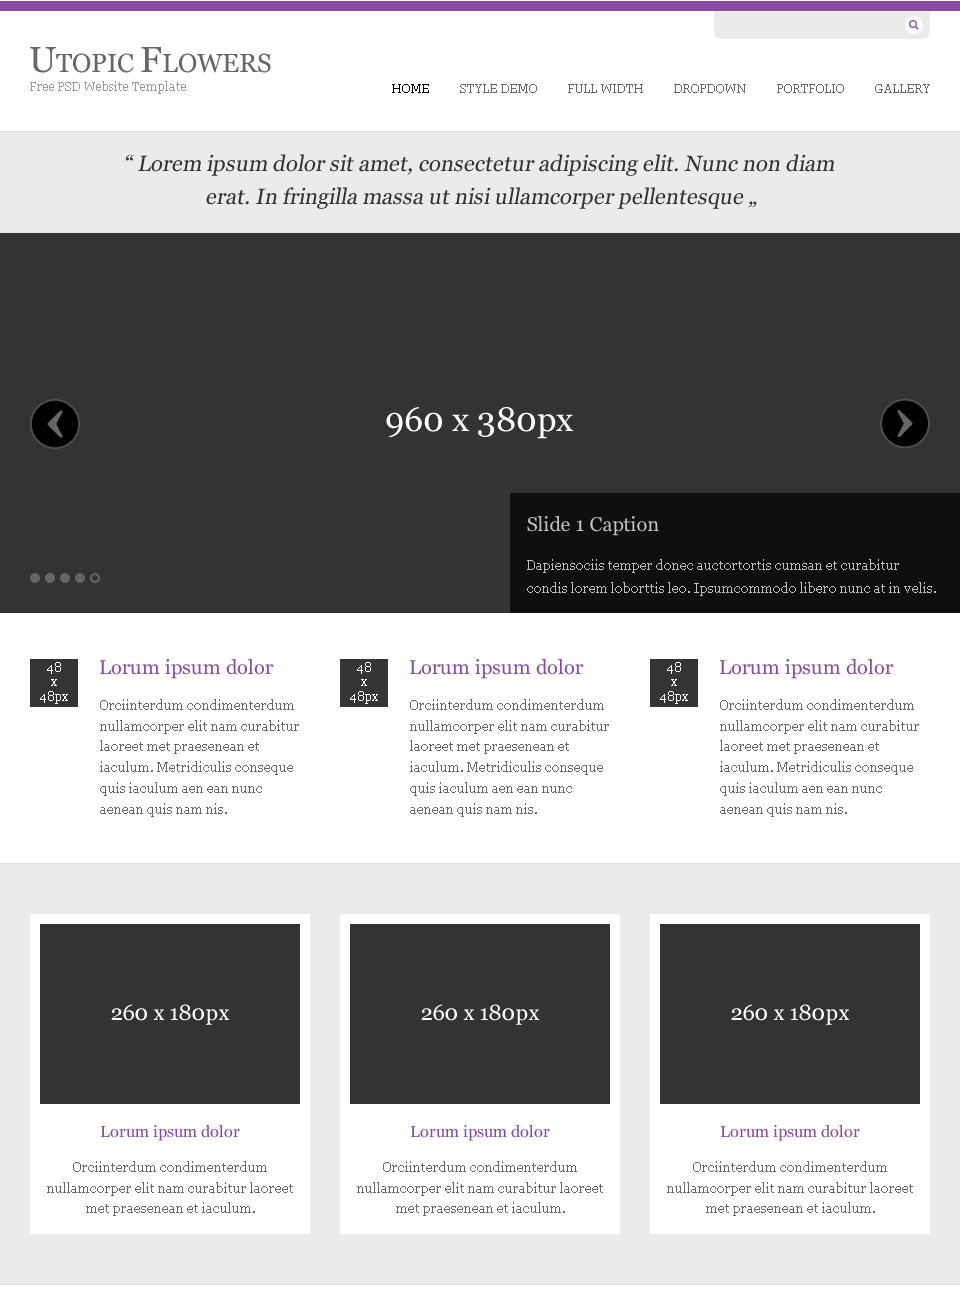 Utopic Flowers
Free PSD Website Template
HOME STYLE DEMO FULL WIDTH DROPDOWN PORTFOLIO GALLERY
“ Lorem ipsum dolor sit amet, consectetur adipiscing elit. Nunc non diam
erat. In fringilla massa ut nisi ullamcorper pellentesque „
960 x 380px
Slide 1 Caption
Dapiensociis temper donec auctortortis cumsan et curabitur
condis lorem loborttis leo. Ipsumcommodo libero nunc at in velis.
48
x
48px
Lorum ipsum dolor
Orciinterdum condimenterdum
nullamcorper elit nam curabitur
laoreet met praesenean et
iaculum. Metridiculis conseque
quis iaculum aen ean nunc
aenean quis nam nis.
48
x
48px
Lorum ipsum dolor
Orciinterdum condimenterdum
nullamcorper elit nam curabitur
laoreet met praesenean et
iaculum. Metridiculis conseque
quis iaculum aen ean nunc
aenean quis nam nis.
48
x
48px
Lorum ipsum dolor
Orciinterdum condimenterdum
nullamcorper elit nam curabitur
laoreet met praesenean et
iaculum. Metridiculis conseque
quis iaculum aen ean nunc
aenean quis nam nis.
260 x 180px
Lorum ipsum dolor
Orciinterdum condimenterdum
nullamcorper elit nam curabitur laoreet
met praesenean et iaculum.
260 x 180px
Lorum ipsum dolor
Orciinterdum condimenterdum
nullamcorper elit nam curabitur laoreet
met praesenean et iaculum.
260 x 180px
Lorum ipsum dolor
Orciinterdum condimenterdum
nullamcorper elit nam curabitur laoreet
met praesenean et iaculum.